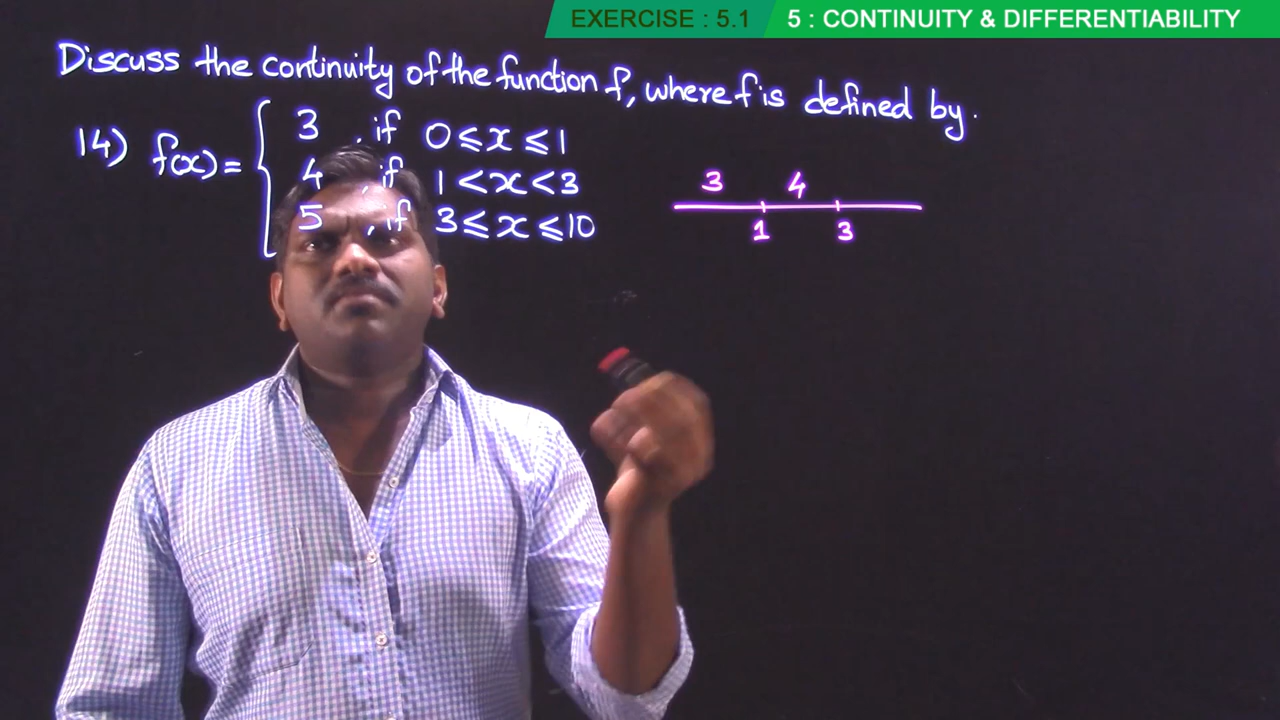 EXERCISE : 5.1 5 : CONTINUITY & DIFFERENTIABILITY
Discuss the continuity of the function f, where f is defined by.
14) f(x) = { 3 , if 0 ≤ x ≤ 1
4 , if 1 < x < 3
5 , if 3 ≤ x ≤ 10
3 4
1 3